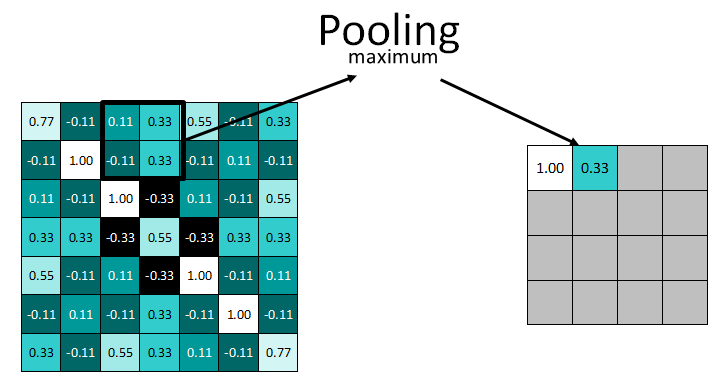 Pooling
maximum
0.77 -0.11 0.11 0.33 0.55 -0.11 0.33
-0.11 1.00 -0.11 0.33 -0.11 0.11 -0.11
0.11 -0.11 1.00 -0.33 0.11 -0.11 0.55
0.33 0.33 -0.33 0.55 -0.33 0.33 0.33
0.55 -0.11 0.11 -0.33 1.00 -0.11 0.11
-0.11 0.11 -0.11 0.33 -0.11 1.00 -0.11
0.33 -0.11 0.55 0.33 0.11 -0.11 0.77
1.00 0.33